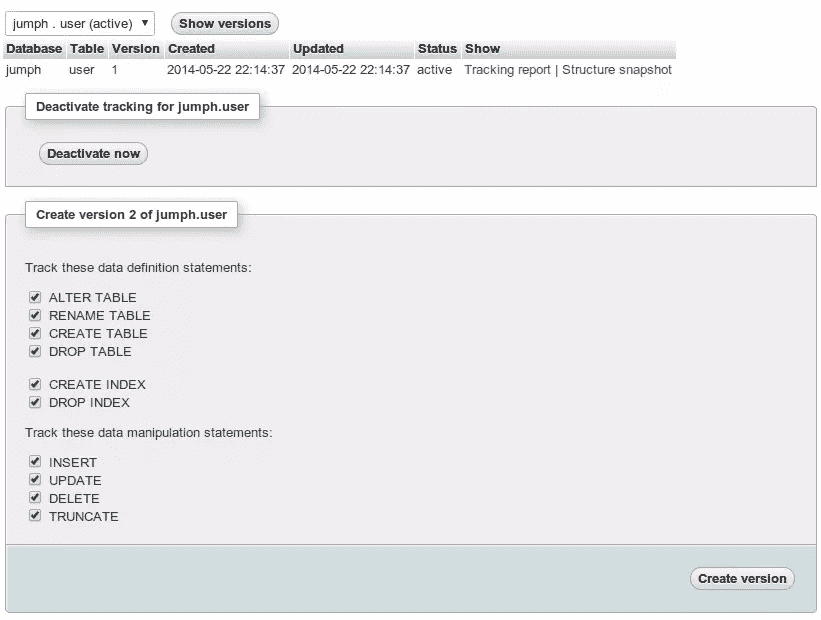 jumph . user (active) Show versions
Database Table Version Created Updated Status Show
jumph user 1 2014-05-22 22:14:37 2014-05-22 22:14:37 active Tracking report | Structure snapshot
Deactivate tracking for jumph.user
Deactivate now
Create version 2 of jumph.user
Track these data definition statements:
ALTER TABLE
RENAME TABLE
CREATE TABLE
DROP TABLE
CREATE INDEX
DROP INDEX
Track these data manipulation statements:
INSERT
UPDATE
DELETE
TRUNCATE
Create version